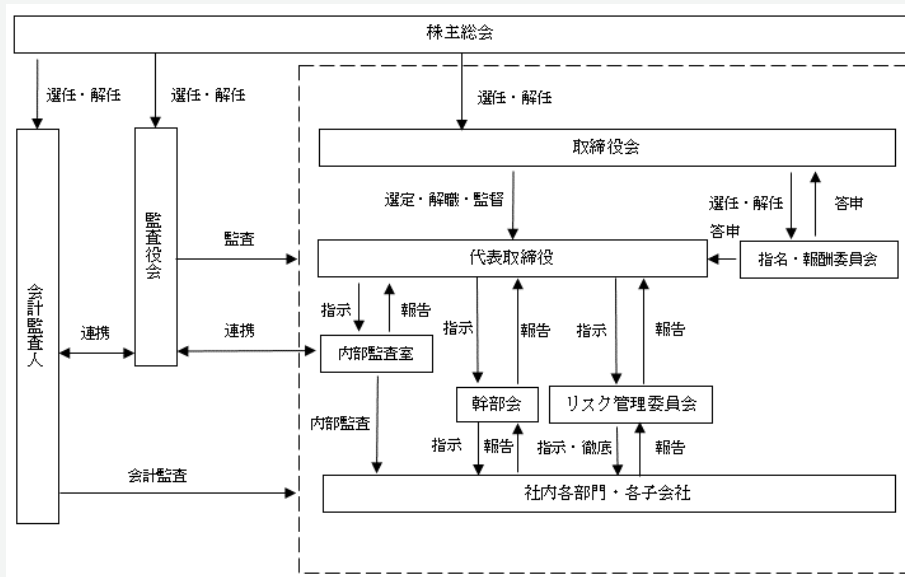 株主総会
選任・解任
選任・解任
選任・解任
取締役会
選定・解職・監督
選任・解任
答申
答申
監査役会
監査
代表取締役
指名・報酬委員会
会計監査人
連携
連携
指示
報告
指示
報告
指示
報告
内部監査室
幹部会
リスク管理委員会
内部監査
指示
報告
指示・徹底
報告
会計監査
社内各部門・各子会社